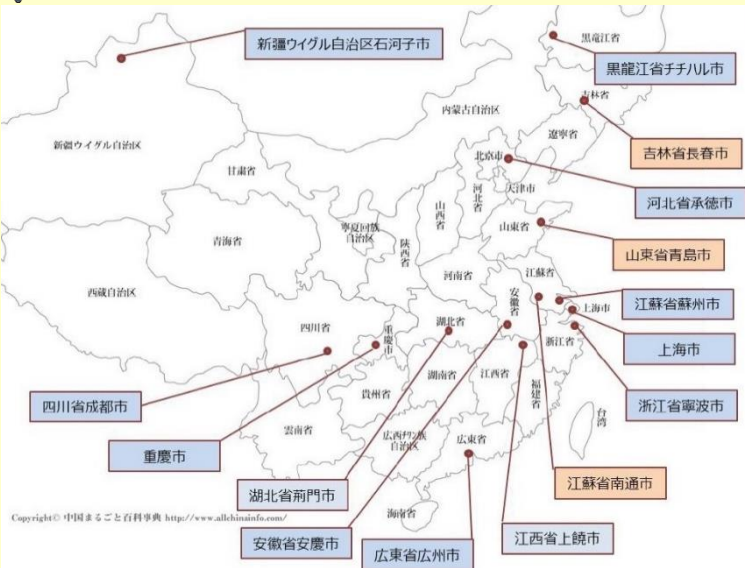 新疆ウイグル自治区石河子市
黒竜江省
黒龍江省チチハル市
吉林省
内蒙古自治区
遼寧省
新疆ウイグル自治区
吉林省長春市
北京市
甘粛省
天津市
河北省承徳市
河北省
山西省
寧夏回族
自治区
山東省
青海省
陝西省
山東省青島市
河南省
江蘇省
西蔵自治区
安徽省
江蘇省蘇州市
上海市
四川省
湖北省
重慶市
浙江省
上海市
湖南省
江西省
貴州省
福建省
四川省成都市
浙江省寧波市
台湾
雲南省
広西チワン族
自治区
広東省
重慶市
江蘇省南通市
湖北省荊門市
海南省
Copyright© 中国まるごと百科事典 http://www.allchinainfo.com/
安徽省安慶市
江西省上饒市
広東省広州市